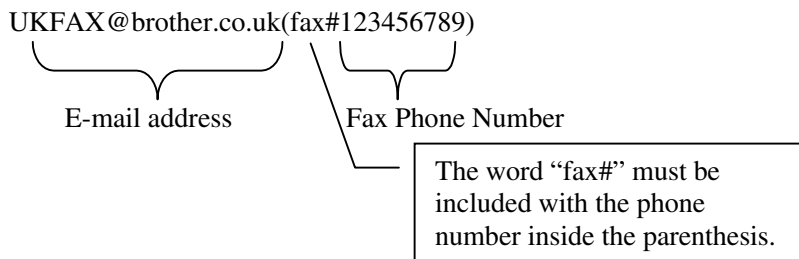 UKFAX@brother.co.uk(fax#123456789)
E-mail address
Fax Phone Number
The word “fax#” must be
included with the phone
number inside the parenthesis.